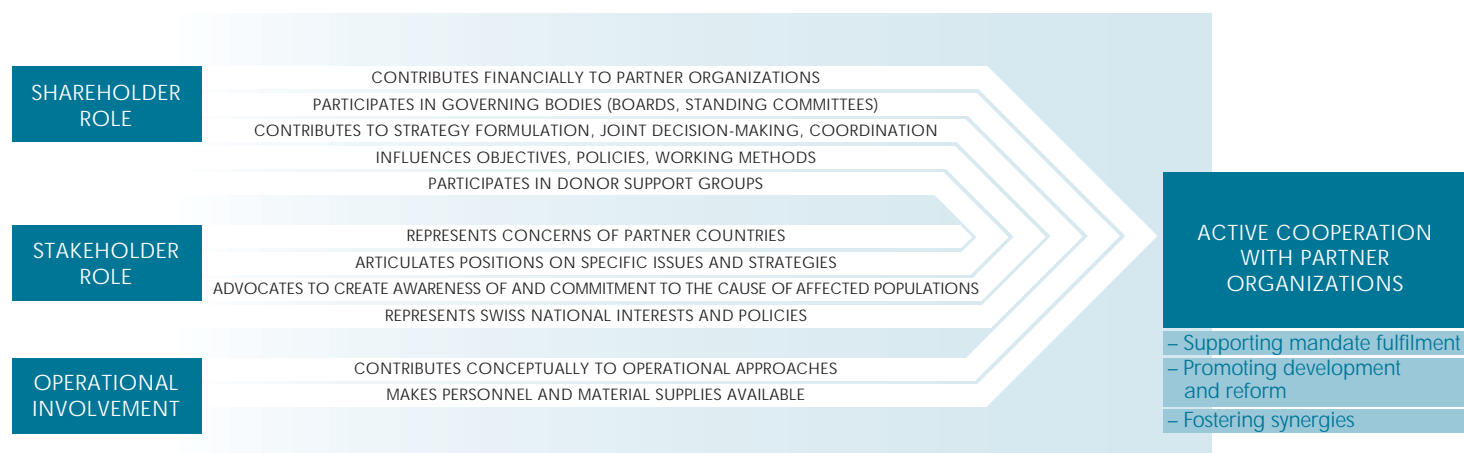 SHAREHOLDER
ROLE
CONTRIBUTES FINANCIALLY TO PARTNER ORGANIZATIONS
PARTICIPATES IN GOVERNING BODIES (BOARDS, STANDING COMMITTEES)
CONTRIBUTES TO STRATEGY FORMULATION, JOINT DECISION-MAKING, COORDINATION
INFLUENCES OBJECTIVES, POLICIES, WORKING METHODS
PARTICIPATES IN DONOR SUPPORT GROUPS
STAKEHOLDER
ROLE
REPRESENTS CONCERNS OF PARTNER COUNTRIES
ARTICULATES POSITIONS ON SPECIFIC ISSUES AND STRATEGIES
ADVOCATES TO CREATE AWARENESS OF AND COMMITMENT TO THE CAUSE OF AFFECTED POPULATIONS
REPRESENTS SWISS NATIONAL INTERESTS AND POLICIES
OPERATIONAL
INVOLVEMENT
CONTRIBUTES CONCEPTUALLY TO OPERATIONAL APPROACHES
MAKES PERSONNEL AND MATERIAL SUPPLIES AVAILABLE
ACTIVE COOPERATION
WITH PARTNER
ORGANIZATIONS
– Supporting mandate fulfilment
– Promoting development
and reform
– Fostering synergies